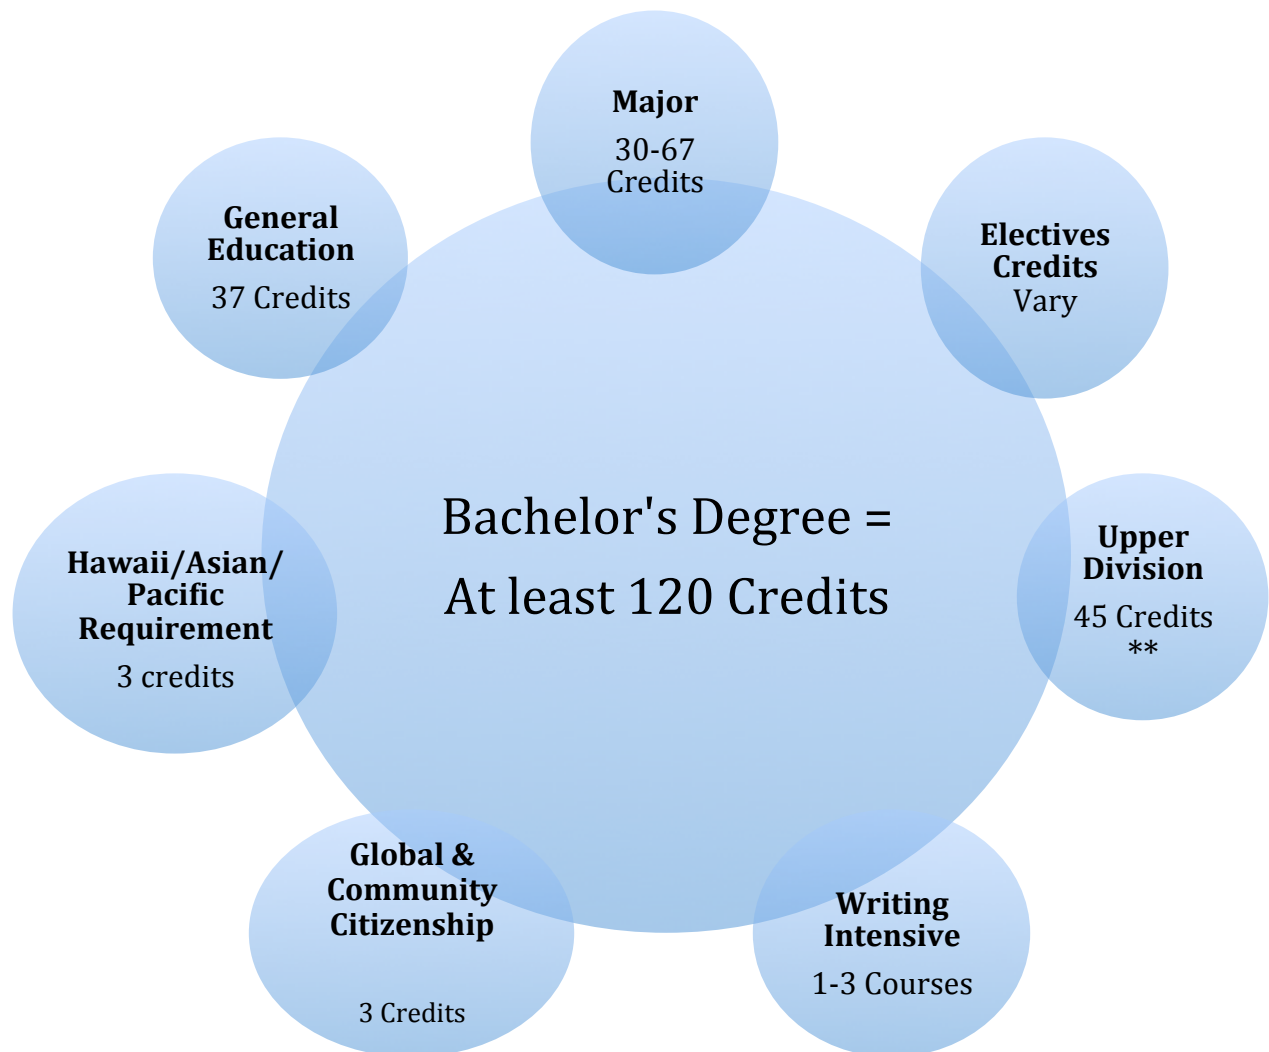 Major
30-67
Credits
General
Education
37 Credits
Electives
Credits
Vary
Bachelor's Degree =
At least 120 Credits
Hawaii/Asian/
Pacific
Requirement
3 credits
Upper
Division
45 Credits
**
Global &
Community
Citizenship
3 Credits
Writing
Intensive
1-3 Courses